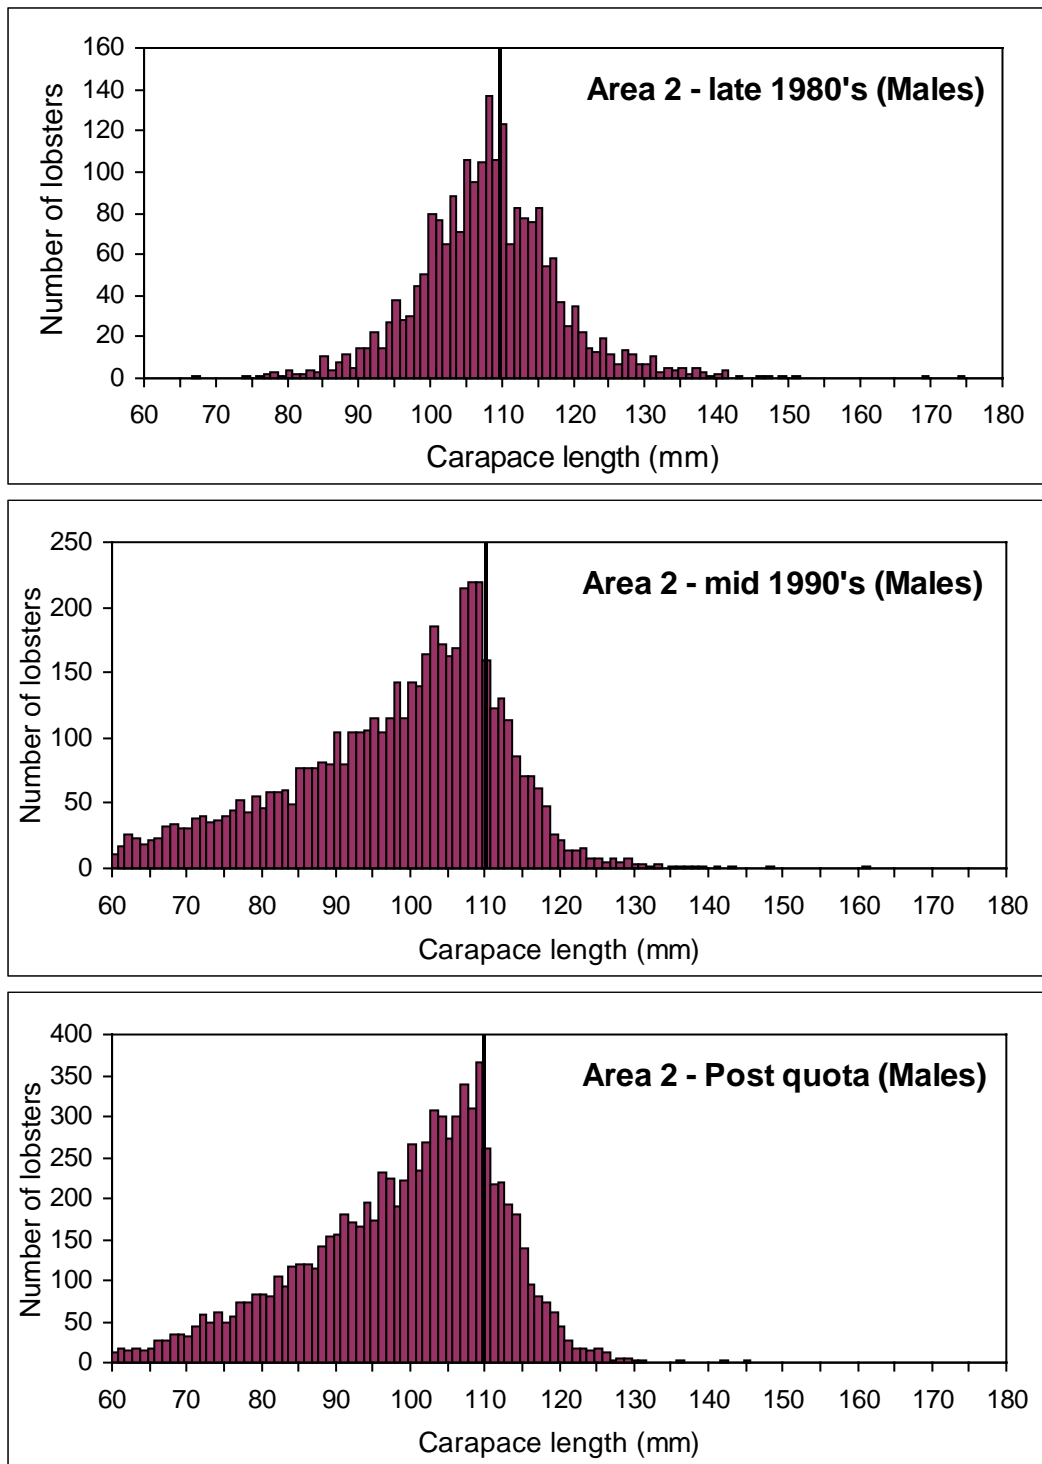 Area 2 - late 1980's (Males)
Number of lobsters
160
140
120
100
80
60
40
20
0
60 70 80 90 100 110 120 130 140 150 160 170 180
Carapace length (mm)
Area 2 - mid 1990's (Males)
Number of lobsters
250
200
150
100
50
0
60 70 80 90 100 110 120 130 140 150 160 170 180
Carapace length (mm)
Area 2 - Post quota (Males)
Number of lobsters
400
350
300
250
200
150
100
50
0
60 70 80 90 100 110 120 130 140 150 160 170 180
Carapace length (mm)